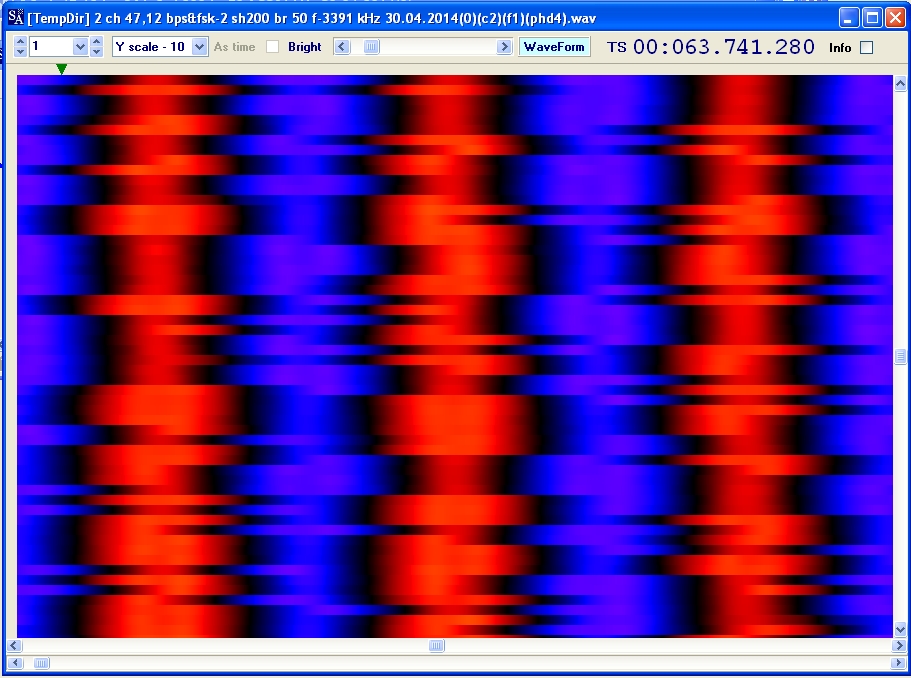 SA [TempDir] 2 ch 47,12 bps&fsk-2 sh200 br 50 f-3391 kHz 30.04.2014(0)(c2)(f1)(phd4).wav
1 Y scale - 10 As time Bright WaveForm TS 00:063.741.280 Info